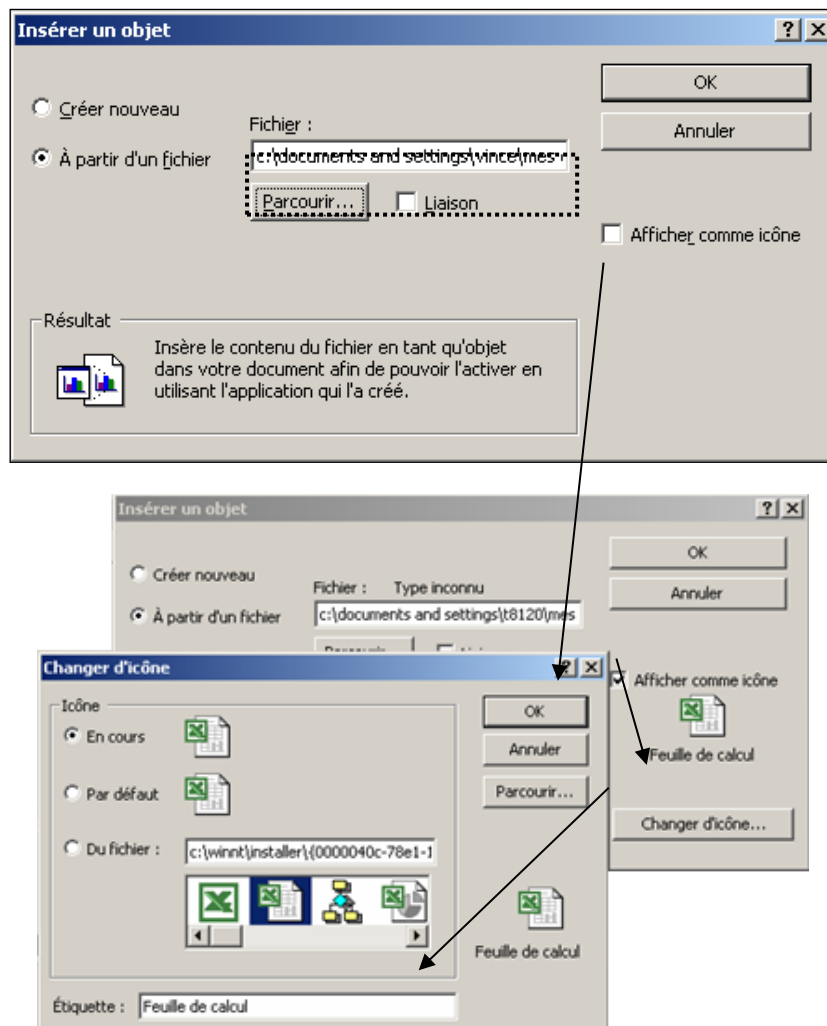 Insérer un objet
Créer nouveau
À partir d'un fichier
Fichier :
c:\documents and settings\vince\mes
Parcourir...
Liaison
OK
Annuler
Afficher comme icône
Résultat
Insère le contenu du fichier en tant qu'objet
dans votre document afin de pouvoir l'activer en
utilisant l'application qui l'a créé.
Insérer un objet
Créer nouveau
À partir d'un fichier
Fichier : Type inconnu
c:\documents and settings\t8120\mes
OK
Annuler
Afficher comme icône
Feuille de calcul
Changer d'icône...
Changer d'icône
Icône
En cours
Par défaut
Du fichier :
c:\winnt\installer\{0000040c-78e1-1
OK
Annuler
Parcourir...
Feuille de calcul
Étiquette :
Feuille de calcul